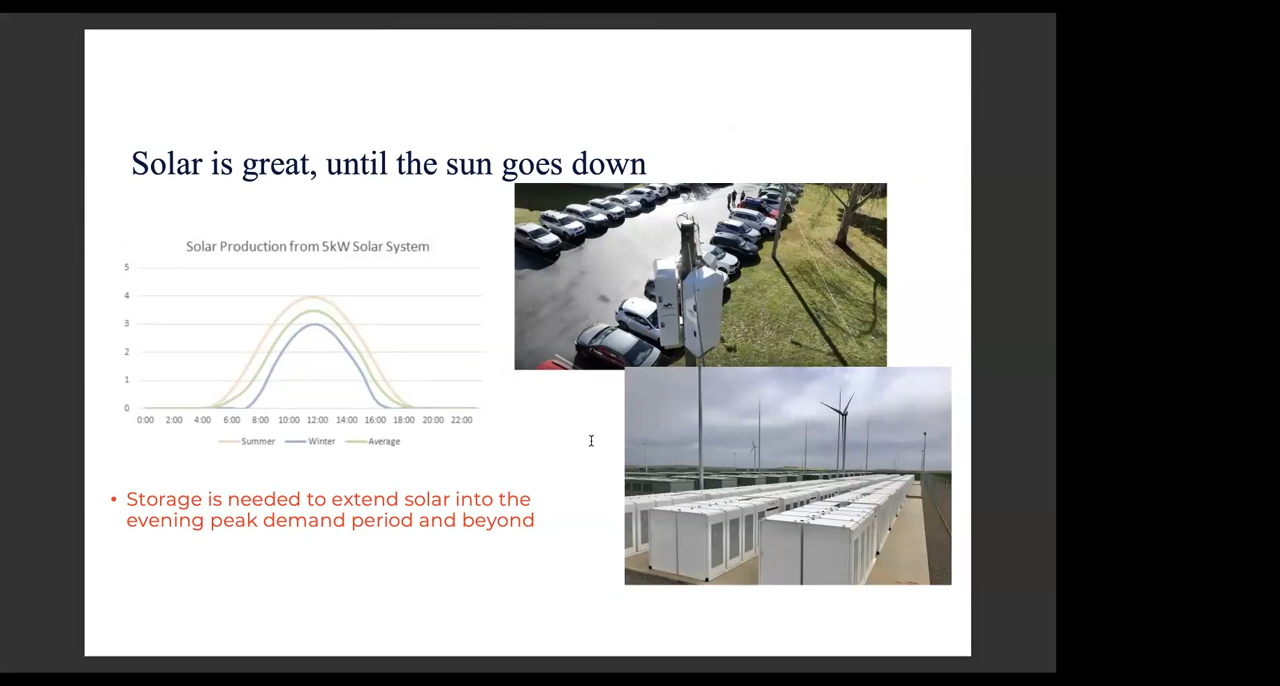 Solar is great, until the sun goes down
Solar Production from 5kW Solar System
5
4
3
2
1
0
0:00 2:00 4:00 6:00 8:00 10:00 12:00 14:00 16:00 18:00 20:00 22:00
Summer Winter Average
• Storage is needed to extend solar into the
evening peak demand period and beyond